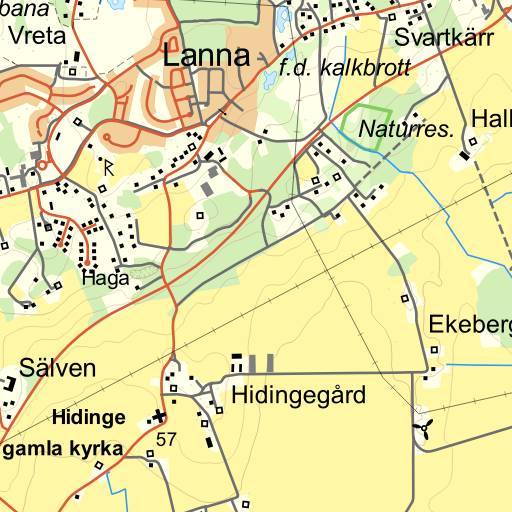 bana
Vreta
Lanna
Svartkärr
f.d. kalkbrott
Hall
Naturres.
R
Haga
Ekeberg
Sälven
Hidingegård
Hidinge
gamla kyrka
57